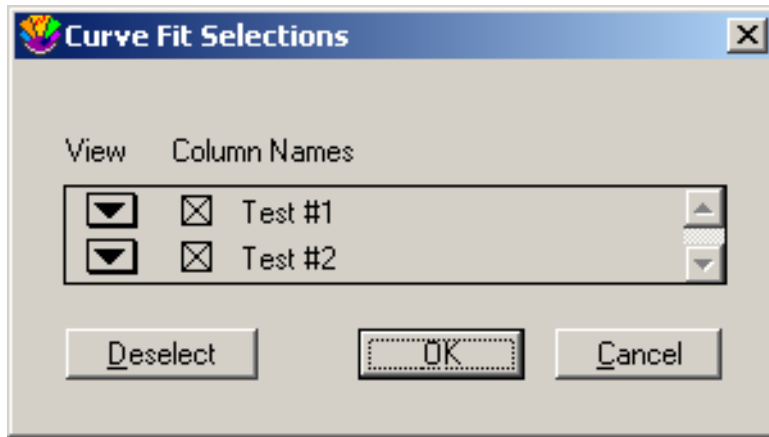 Curve Fit Selections
View Column Names
Test #1
Test #2
Deselect OK Cancel